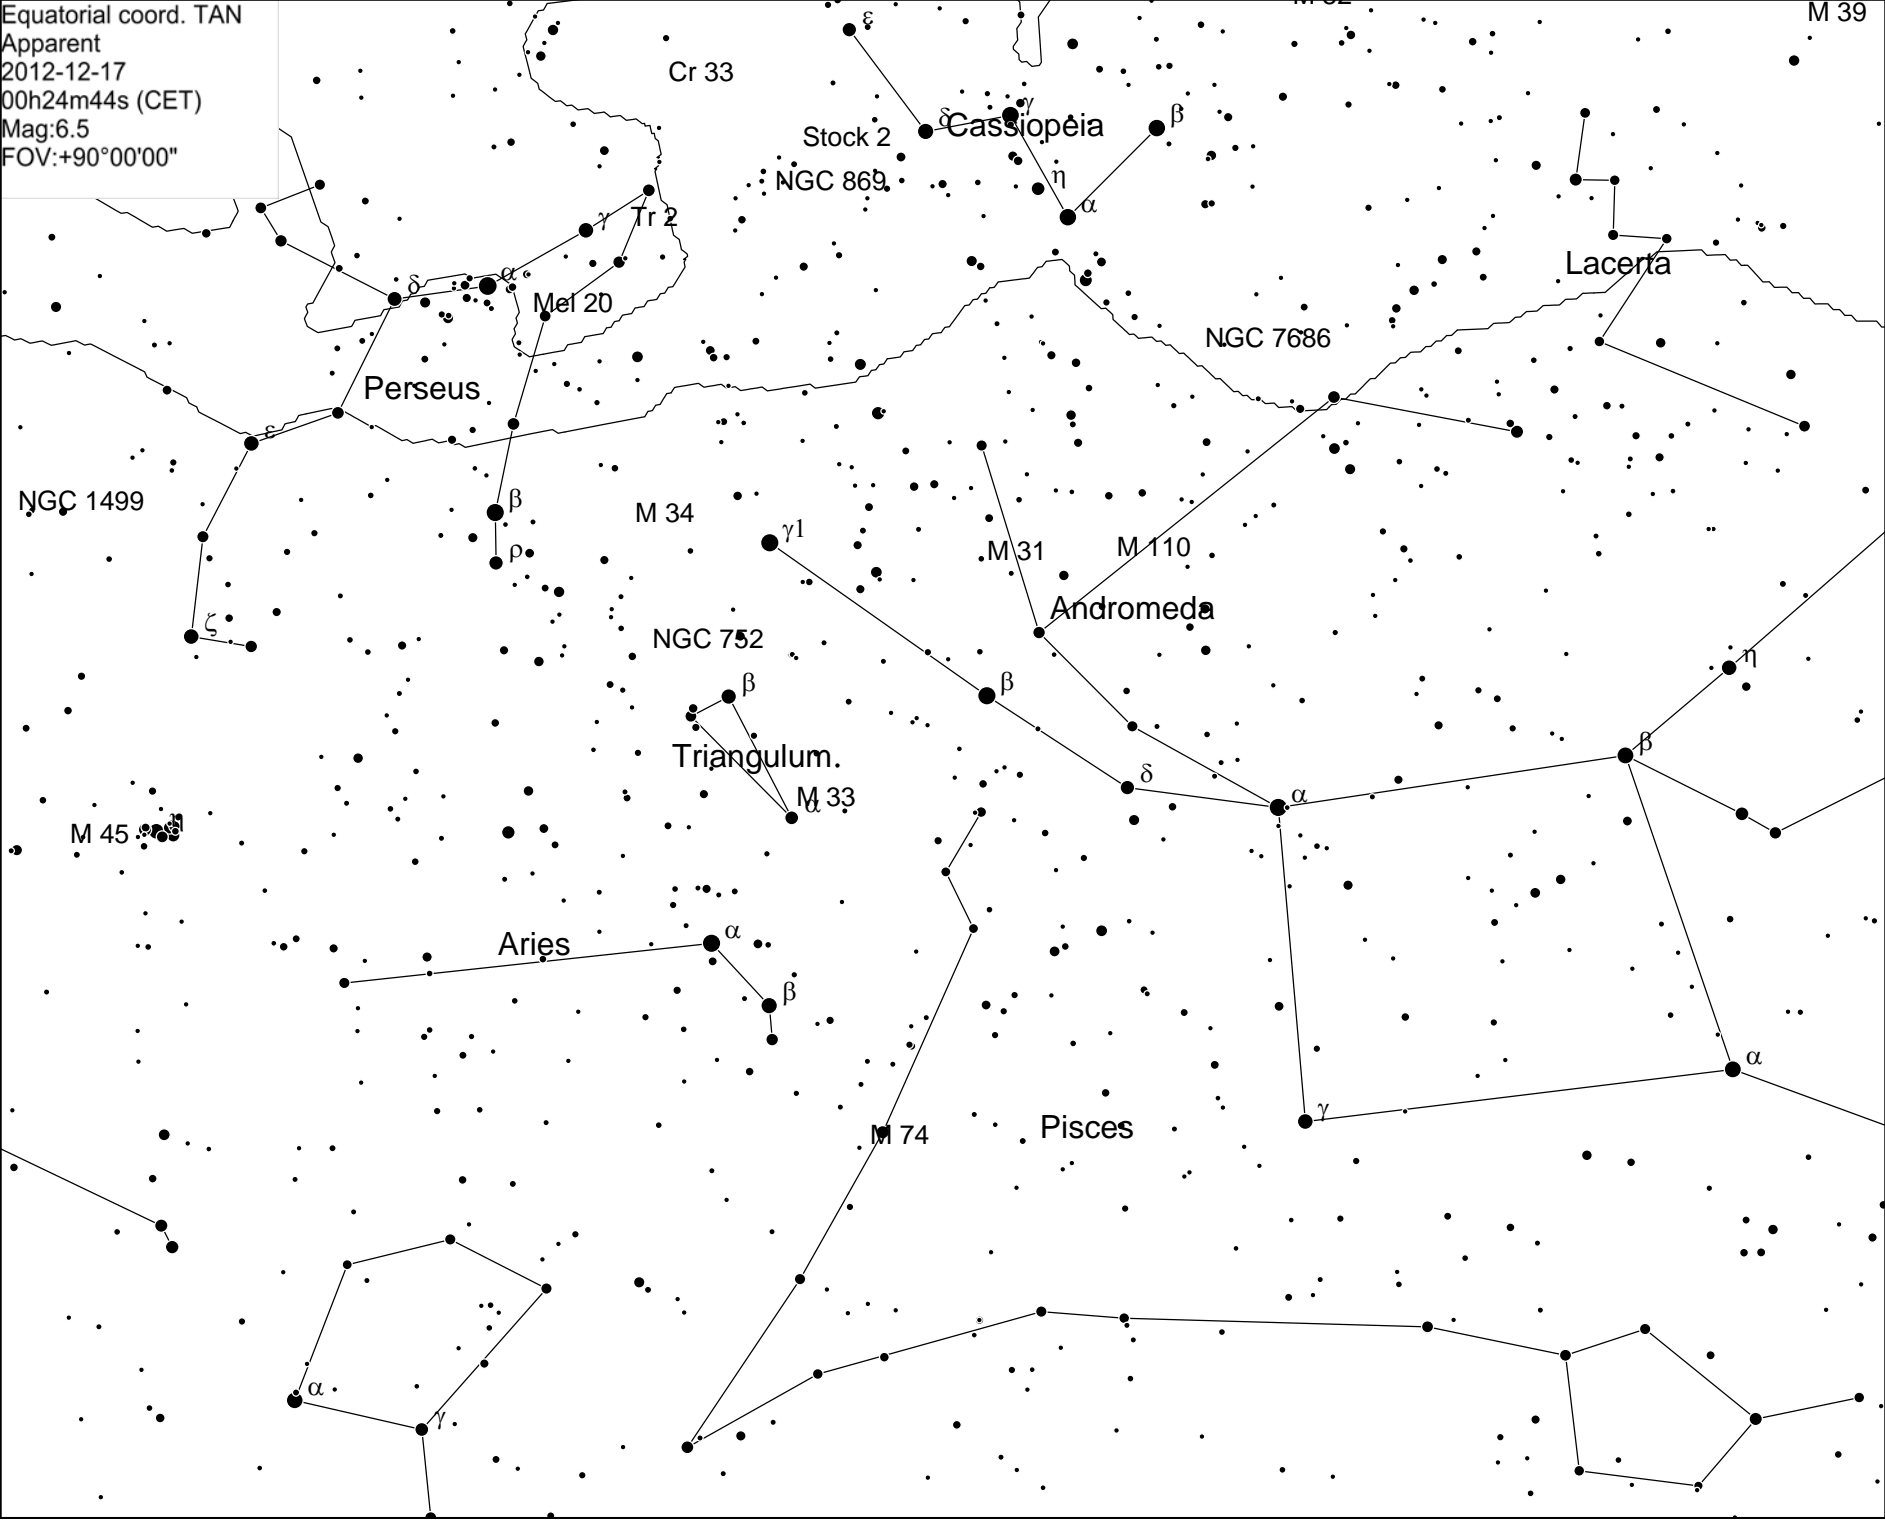 Equatorial coord. TAN
Apparent
2012-12-17
00h24m44s (CET)
Mag:6.5
FOV:+90°00'00"
M 39
ε
Cr 33
γ
δ
Cassiopeia
β
Stock 2
NGC 869
η
α
γ
Tr 2
Lacerta
δ
α
Mel 20
NGC 7686
Perseus
ε
NGC 1499
β
M 34
γ1
ρ
M 31
M 110
Andromeda
ζ
NGC 752
η
β
β
β
Triangulum
δ
α
M 33
α
M 45
η
Aries
α
β
α
γ
M 74
Pisces
α
γ